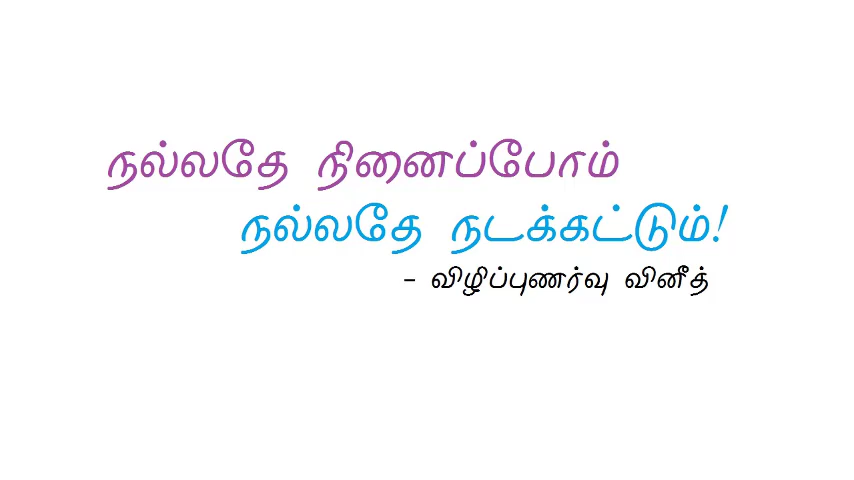 நல்லதே நினைப்போம்
நல்லதே நடக்கட்டும்!
- விழிப்புணர்வு வினீத்